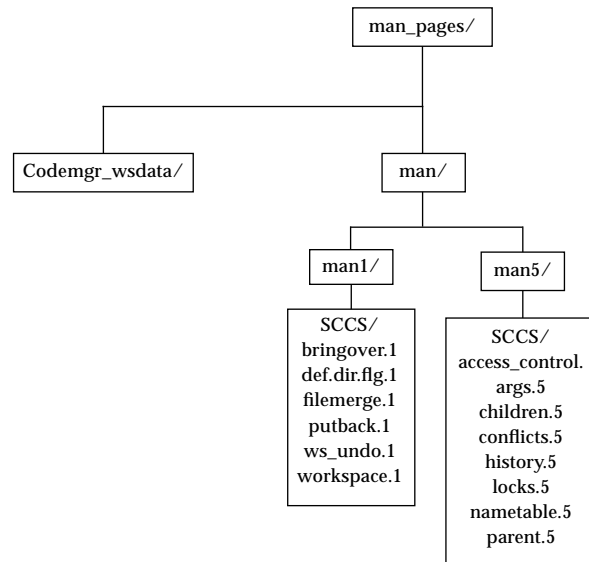 man_pages/
Codemgr_wsdata/
man/
man1/
man5/
SCCS/
bringover.1
def.dir.flg.1
filemerge.1
putback.1
ws_undo.1
workspace.1
SCCS/
access_control.
args.5
children.5
conflicts.5
history.5
locks.5
nametable.5
parent.5